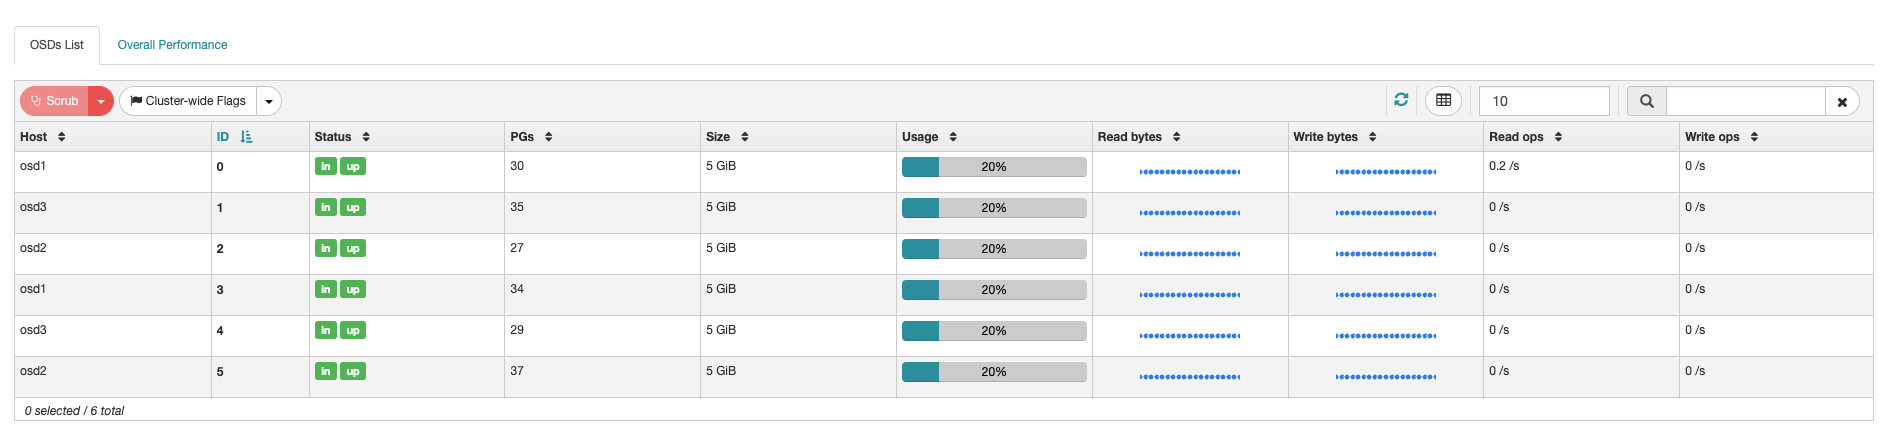 OSDs List Overall Performance
Scrub Cluster-wide Flags 10
Host ID Status PGs Size Usage Read bytes Write bytes Read ops Write ops
osd1 0 in up 30 5 GiB 20% 0.2 /s 0 /s
osd3 1 in up 35 5 GiB 20% 0 /s 0 /s
osd2 2 in up 27 5 GiB 20% 0 /s 0 /s
osd1 3 in up 34 5 GiB 20% 0 /s 0 /s
osd3 4 in up 29 5 GiB 20% 0 /s 0 /s
osd2 5 in up 37 5 GiB 20% 0 /s 0 /s
0 selected / 6 total